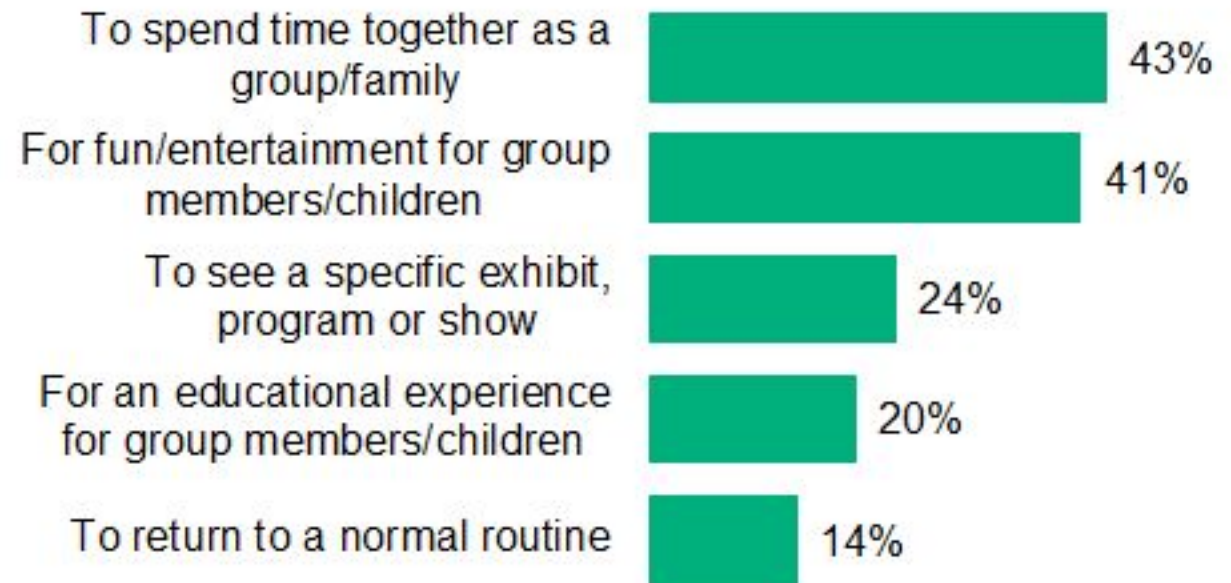 To spend time together as a
group/family
43%
For fun/entertainment for group
members/children
41%
To see a specific exhibit,
program or show
24%
For an educational experience
for group members/children
20%
To return to a normal routine
14%